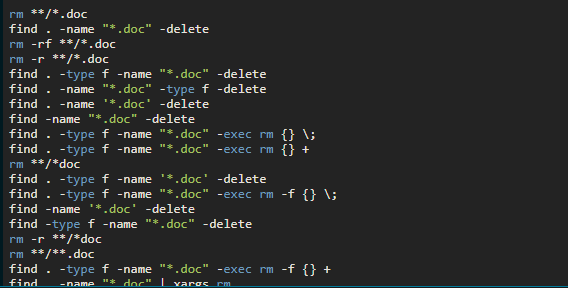 rm **/*.doc
find . -name "*.doc" -delete
rm -rf **/*.doc
rm -r **/*.doc
find . -type f -name "*.doc" -delete
find . -name "*.doc" -type f -delete
find . -name '*.doc' -delete
find -name "*.doc" -delete
find . -type f -name "*.doc" -exec rm {} \;
find . -type f -name "*.doc" -exec rm {} +
rm **/*doc
find . -type f -name '*.doc' -delete
find . -type f -name "*.doc" -exec rm -f {} \;
find -name '*.doc' -delete
find -type f -name "*.doc" -delete
rm -r **/*doc
rm **/**.doc
find . -type f -name "*.doc" -exec rm -f {} +
find . -name "*.doc" | xargs rm